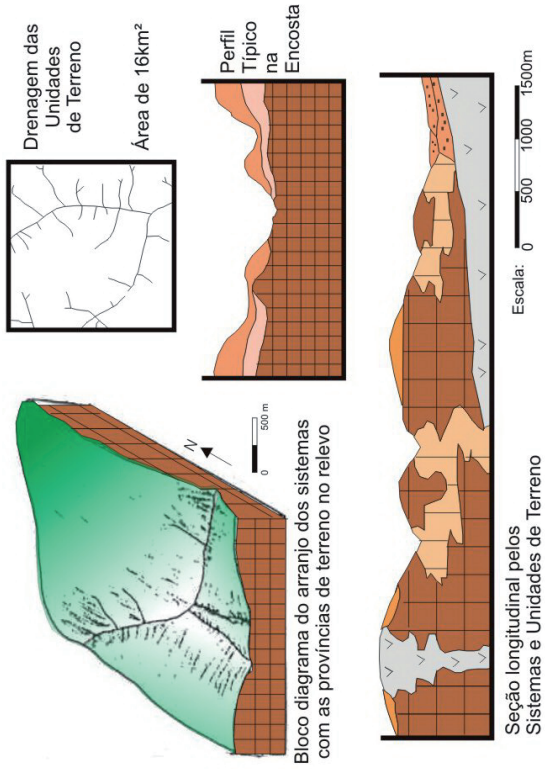 Drenagem das
Unidades
de Terreno
Área de 16km²
N
0
500 m
Bloco diagrama do arranjo dos sistemas
com as províncias de terreno no relevo
Perfil
Típico
na
Encosta
Seção longitudinal pelos
Sistemas e Unidades de Terreno
Escala:
0 500 1000 1500m